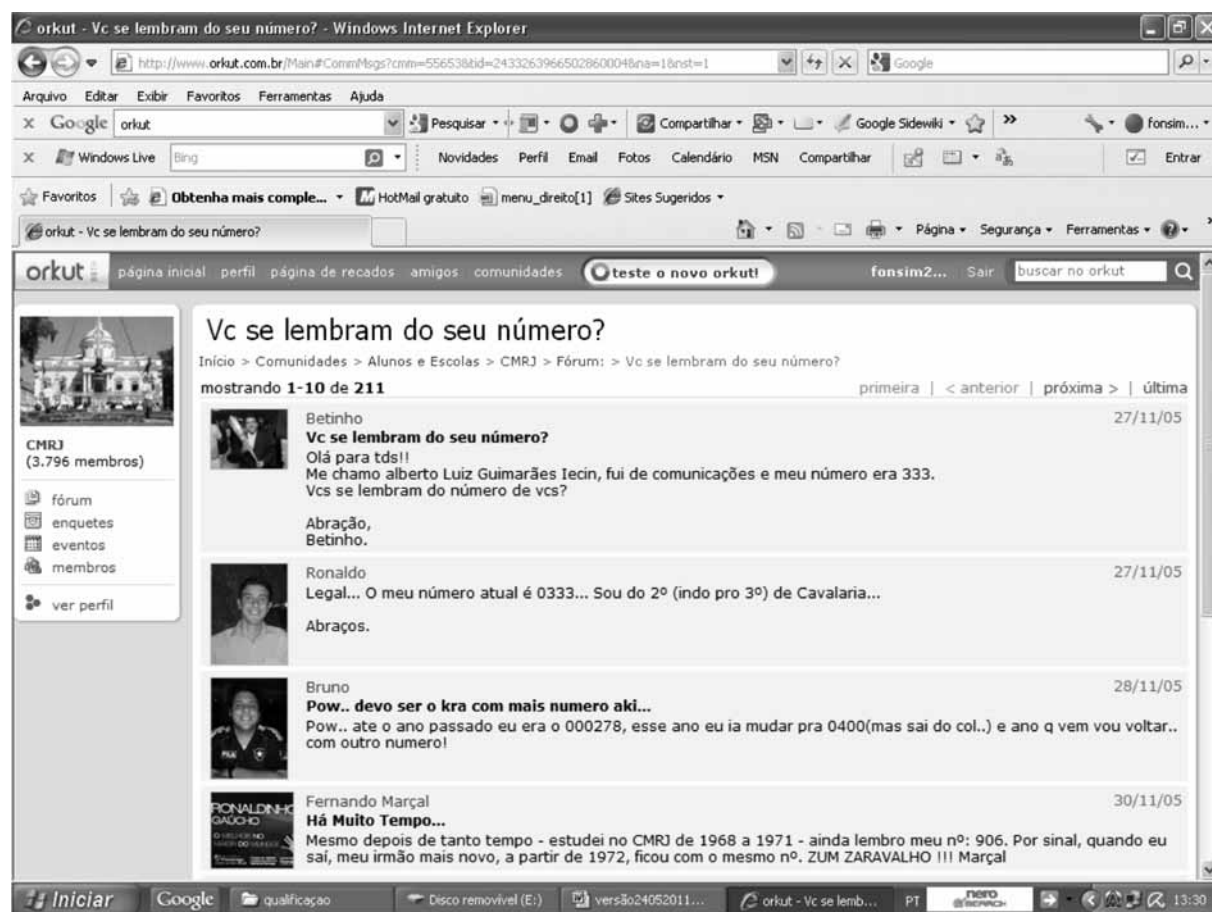 orkut - Vc se lembram do seu número? - Windows Internet Explorer
http://www.orkut.com.br/Main#CommMsgs?cmm=55653&tid=2433263966502860004&na=1&nst=1
Google
Arquivo Editar Exibir Favoritos Ferramentas Ajuda
x Google orkut Pesquisar Compartilhar Google Sidewiki >> fonsim...
x Windows Live Bing Novidades Perfil Email Fotos Calendário MSN Compartilhar Entrar
Favoritos Obtenha mais comple... HotMail gratuito menu_direito[1] Sites Sugeridos
orkut - Vc se lembram do seu número? Página Segurança Ferramentas
orkut página inicial perfil página de recados amigos comunidades teste o novo orkut! fonsim2... Sair buscar no orkut
CMRJ
(3.796 membros)
fórum
enquetes
eventos
membros
ver perfil
Vc se lembram do seu número?
Início > Comunidades > Alunos e Escolas > CMRJ > Fórum: > Vc se lembram do seu número?
mostrando 1-10 de 211 primeira | < anterior | próxima > | última
Betinho 27/11/05
Vc se lembram do seu número?
Olá para tds!!
Me chamo alberto Luiz Guimarães Iecin, fui de comunicações e meu número era 333.
Vcs se lembram do número de vcs?
Abração,
Betinho.
Ronaldo 27/11/05
Legal... O meu número atual é 0333... Sou do 2º (indo pro 3º) de Cavalaria...
Abraços.
Bruno 28/11/05
Pow.. devo ser o kra com mais numero aki...
Pow.. ate o ano passado eu era o 000278, esse ano eu ia mudar pra 0400(mas sai do col..) e ano q vem vou voltar..
com outro numero!
RONALDINHO
GAÚCHO
Fernando Marçal 30/11/05
Há Muito Tempo...
Mesmo depois de tanto tempo - estudei no CMRJ de 1968 a 1971 - ainda lembro meu nº: 906. Por sinal, quando eu
saí, meu irmão mais novo, a partir de 1972, ficou com o mesmo nº. ZUM ZARAVALHO !!! Marçal
Iniciar Google qualificaçao Disco removível (E:) versão24052011... orkut - Vc se lemb... PT nero SEARCH 13:30